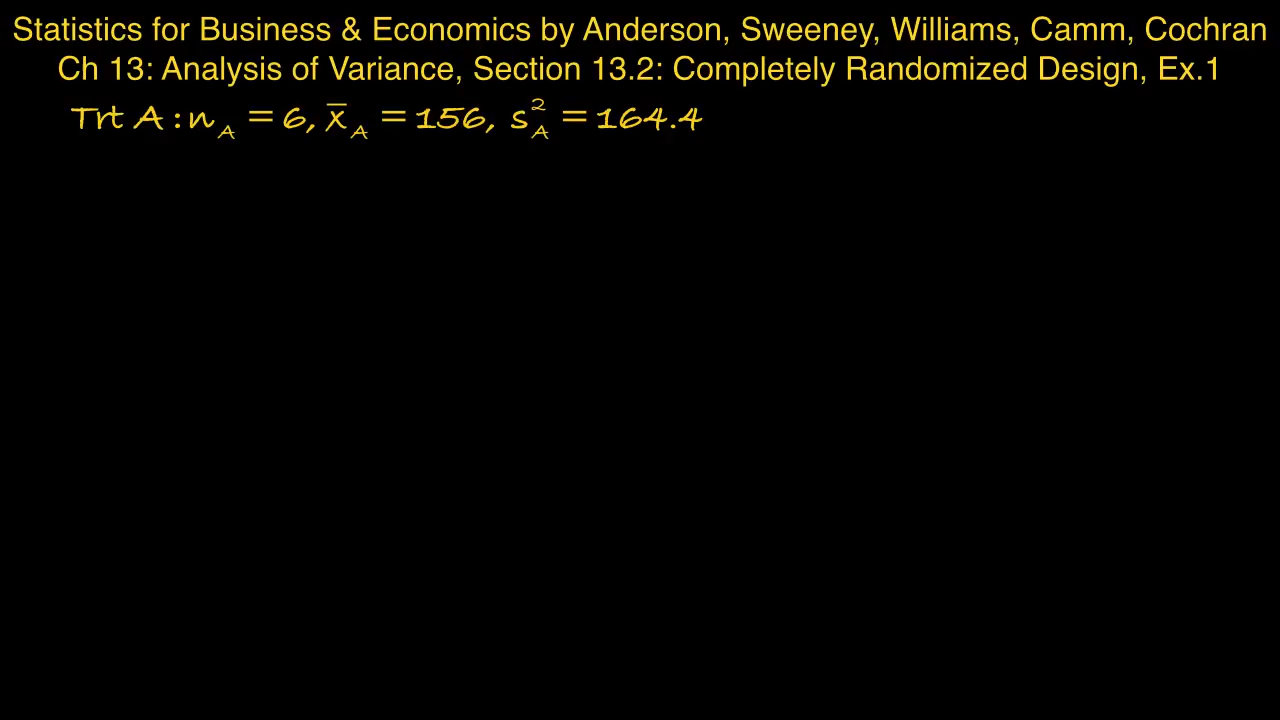 Statistics for Business & Economics by Anderson, Sweeney, Williams, Camm, Cochran
Ch 13: Analysis of Variance, Section 13.2: Completely Randomized Design, Ex.1
Trt A: n_A = 6, x̄_A = 156, s²_A = 164.4